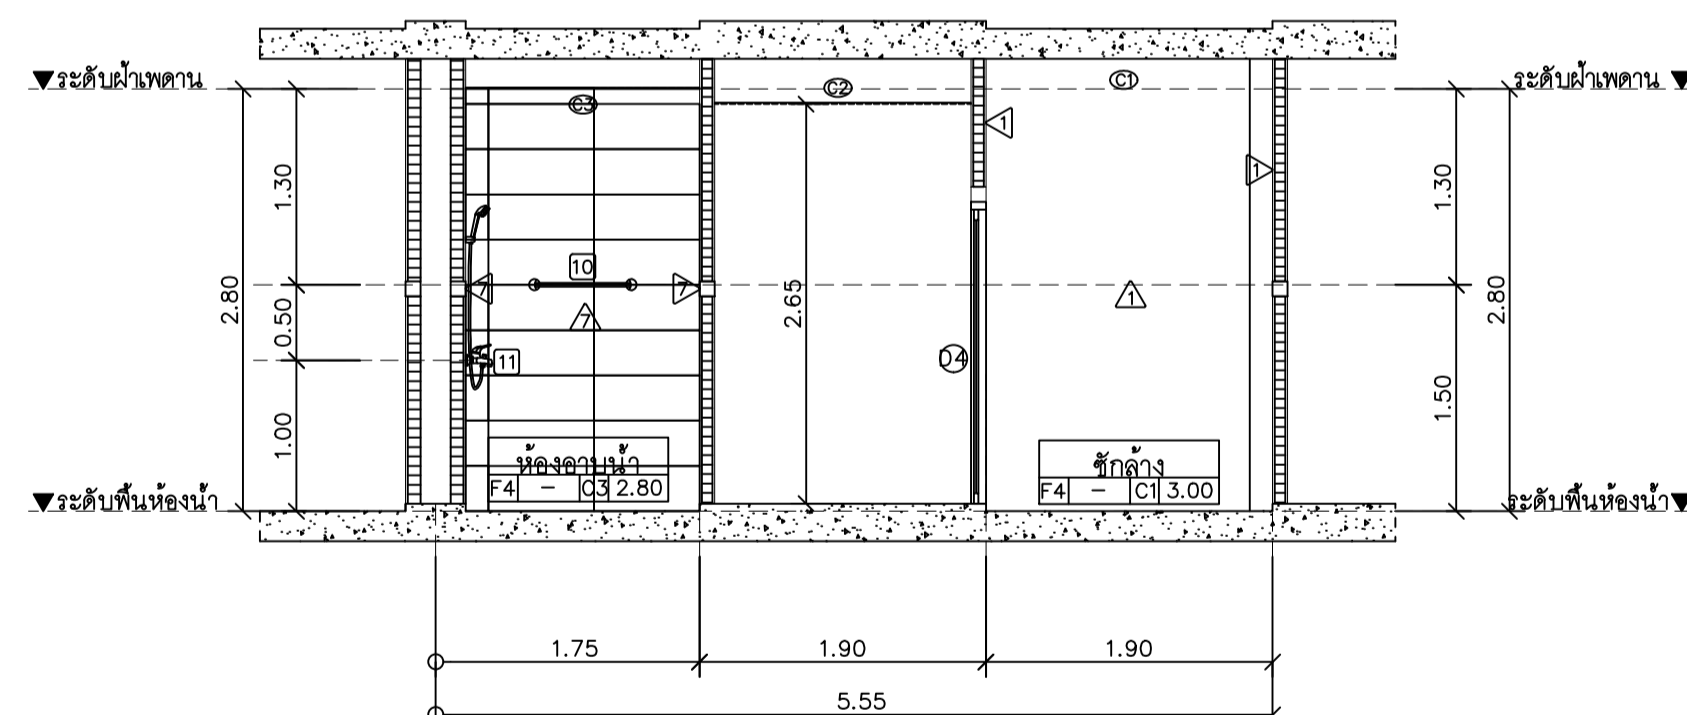 C1
ระดับฝ้าเพดาน C3 C2 ระดับฝ้าเพดาน
1
1
1.30 1.30
10
2.80 7 7 2.65 1 2.80
0.50 7
11 D4
1.00 1.50
ห้องอาบน้ำ ซักล้าง
F4 – C3 2.80 F4 – C1 3.00
ระดับพื้นห้องน้ำ ระดับพื้นห้องน้ำ
1.75 1.90 1.90
5.55